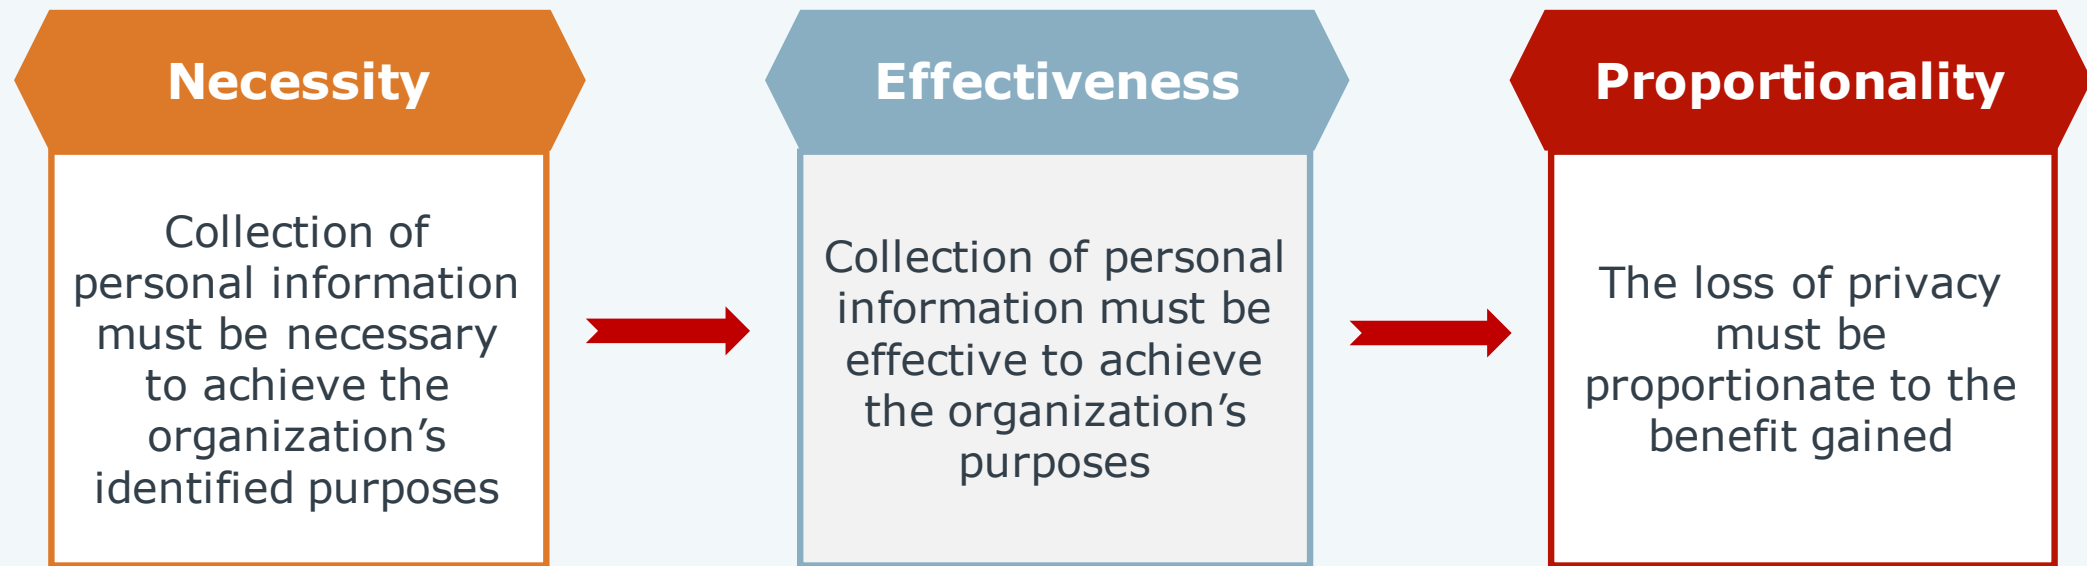 Necessity
Collection of
personal information
must be necessary
to achieve the
organization’s
identified purposes
Effectiveness
Collection of personal
information must be
effective to achieve
the organization’s
purposes
Proportionality
The loss of privacy
must be
proportionate to the
benefit gained